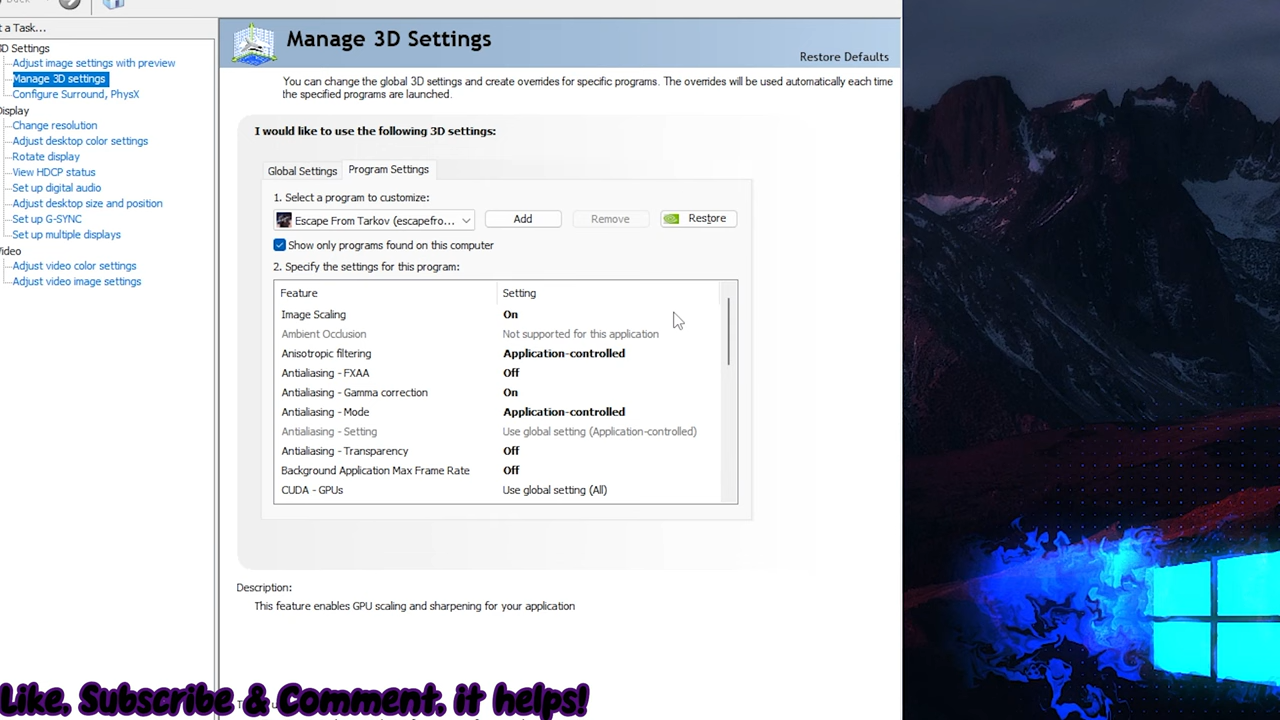 Back
t a Task...
Manage 3D Settings
Restore Defaults
3D Settings
Adjust image settings with preview
Manage 3D settings
Configure Surround, PhysX
Display
Change resolution
Adjust desktop color settings
Rotate display
View HDCP status
Set up digital audio
Adjust desktop size and position
Set up G-SYNC
Set up multiple displays
ideo
Adjust video color settings
Adjust video image settings
You can change the global 3D settings and create overrides for specific programs. The overrides will be used automatically each time
the specified programs are launched.
I would like to use the following 3D settings:
Global Settings Program Settings
1. Select a program to customize:
Escape From Tarkov (escapefro... Add Remove Restore
Show only programs found on this computer
2. Specify the settings for this program:
Feature Setting
Image Scaling On
Ambient Occlusion Not supported for this application
Anisotropic filtering Application-controlled
Antialiasing - FXAA Off
Antialiasing - Gamma correction On
Antialiasing - Mode Application-controlled
Antialiasing - Setting Use global setting (Application-controlled)
Antialiasing - Transparency Off
Background Application Max Frame Rate Off
CUDA - GPUs Use global setting (All)
Description:
This feature enables GPU scaling and sharpening for your application
Like, Subscribe & Comment, it helps!